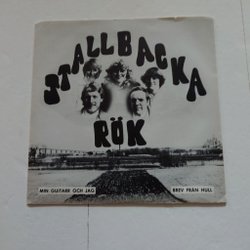 STALLBACKA
RÖK
MIN GUITARR OCH JAG
BREV FRÅN HULL